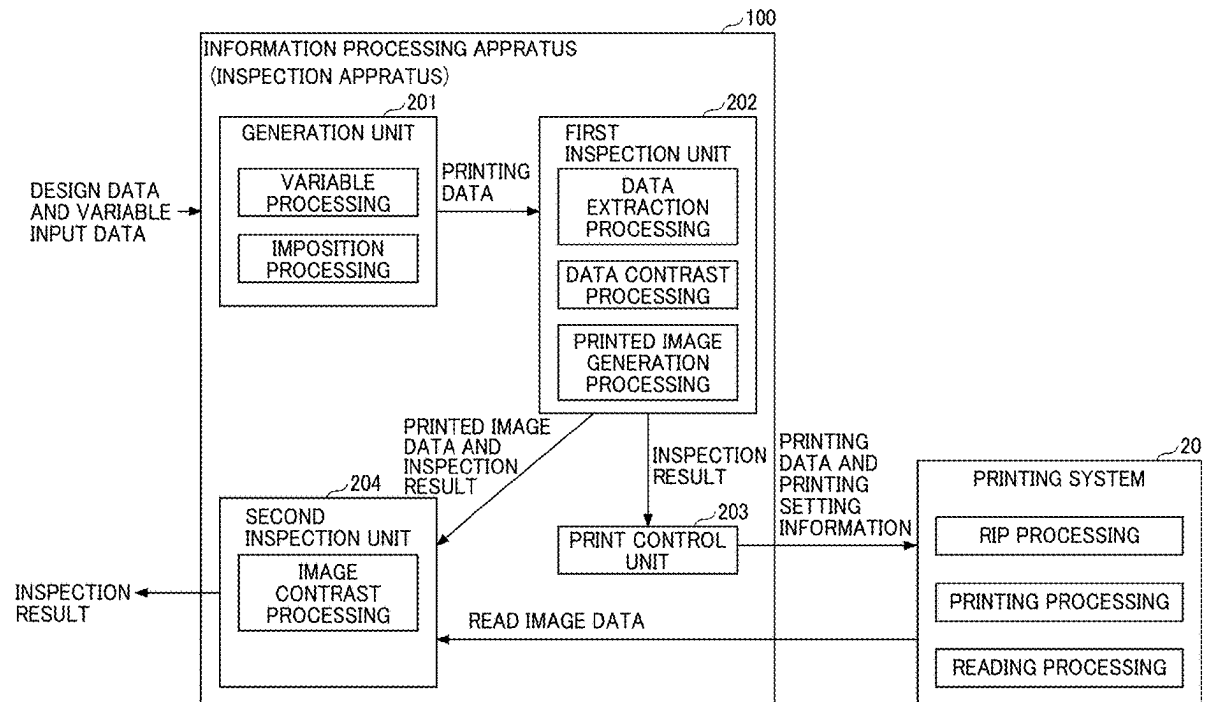 100
INFORMATION PROCESSING APPRATUS
(INSPECTION APPRATUS)
201
GENERATION UNIT
VARIABLE
PROCESSING
IMPOSITION
PROCESSING
DESIGN DATA
AND VARIABLE
INPUT DATA
PRINTING
DATA
202
FIRST
INSPECTION UNIT
DATA
EXTRACTION
PROCESSING
DATA CONTRAST
PROCESSING
PRINTED IMAGE
GENERATION
PROCESSING
PRINTED IMAGE
DATA AND
INSPECTION
RESULT
INSPECTION
RESULT
PRINTING
DATA AND
PRINTING
SETTING
INFORMATION
204
SECOND
INSPECTION UNIT
IMAGE
CONTRAST
PROCESSING
INSPECTION
RESULT
203
PRINT CONTROL
UNIT
READ IMAGE DATA
20
PRINTING SYSTEM
RIP PROCESSING
PRINTING PROCESSING
READING PROCESSING